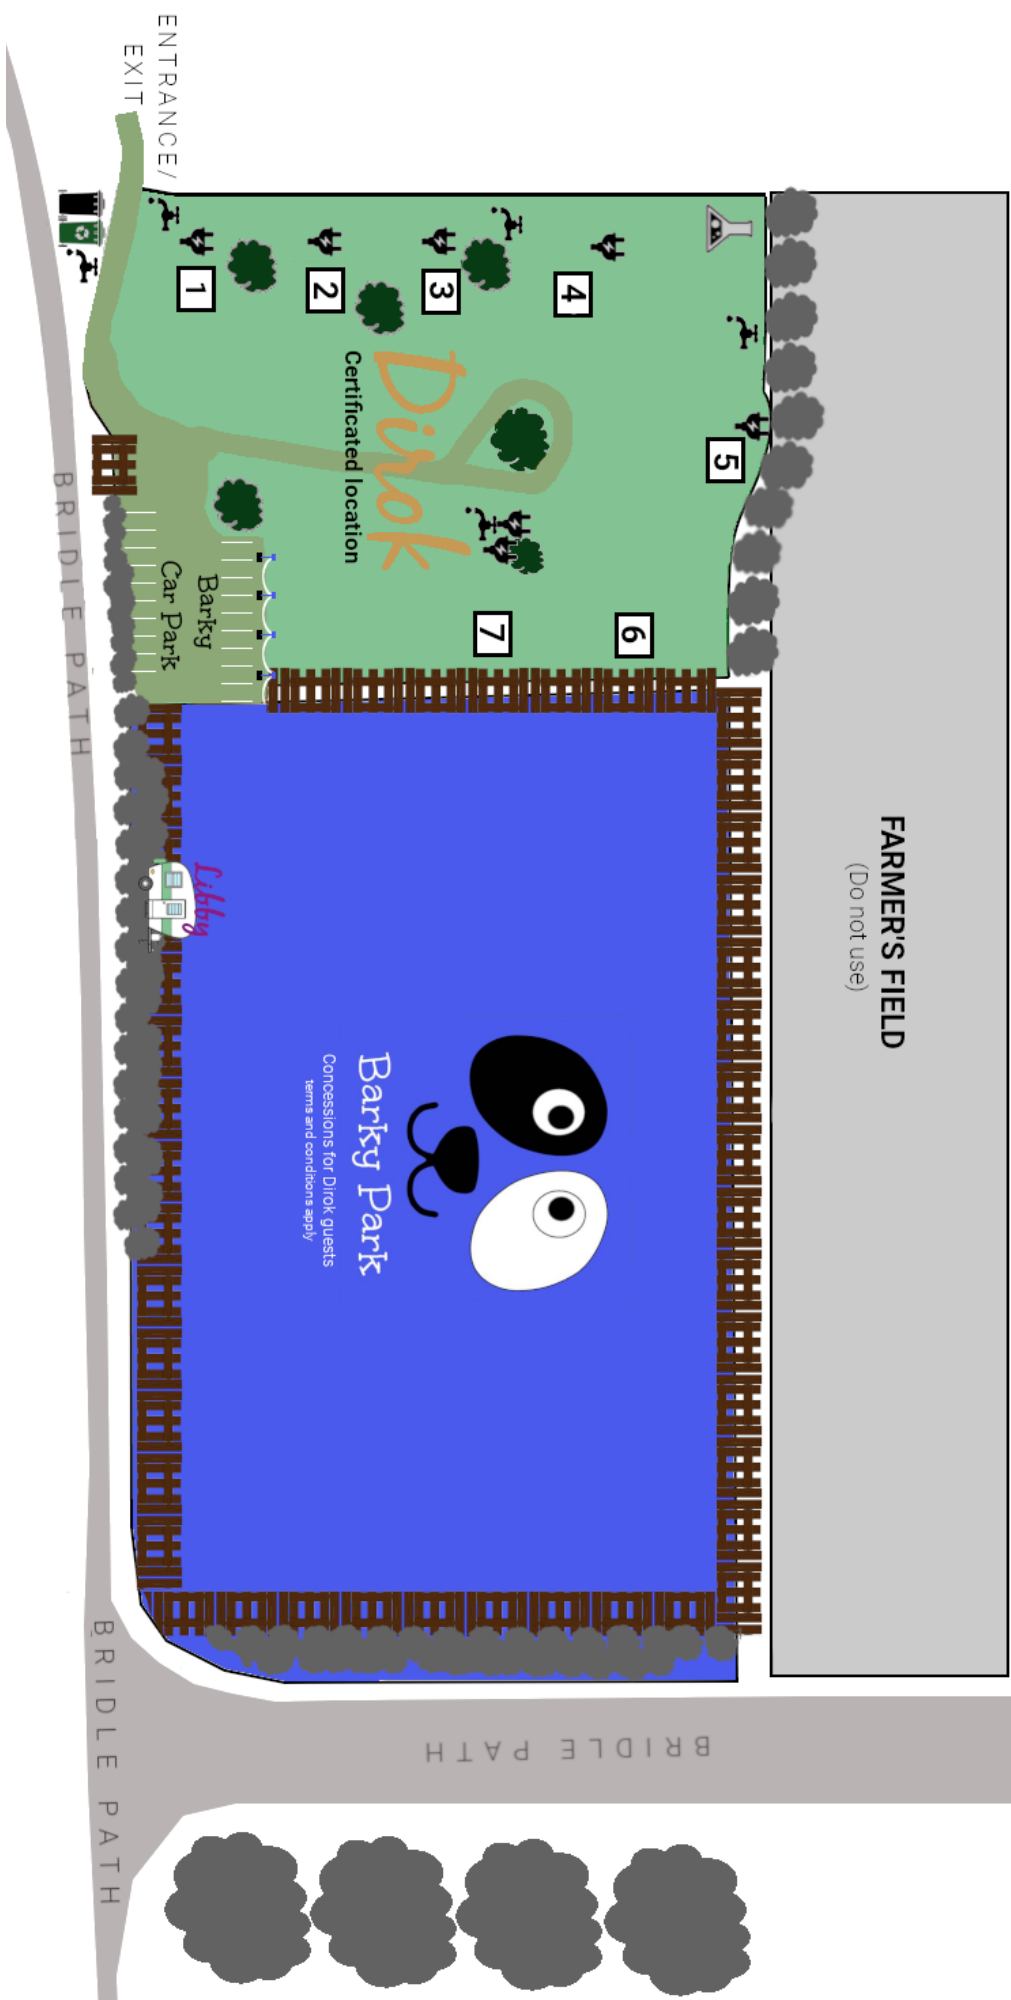 ENTRANCE/
EXIT
1
2
3
4
5
6
7
Dirok
Certificated location
Barky
Car Park
BRIDLE PATH
FARMER'S FIELD
(Do not use)
Libby
Barky Park
Concessions for Dirok guests
terms and conditions apply
BRIDLE PATH
BRIDLE PATH